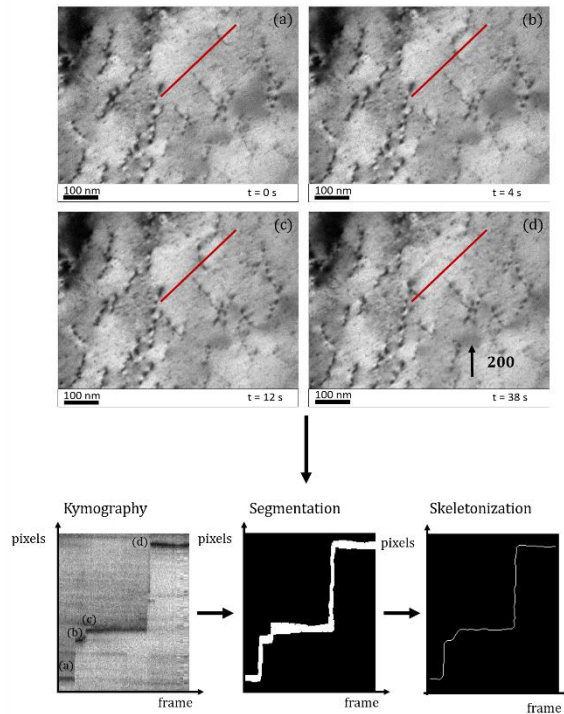 (a)
100 nm
t = 0 s
(b)
100 nm
t = 4 s
(c)
100 nm
t = 12 s
(d)
200
100 nm
t = 38 s
Kymography
pixels
(d)
(c)
(b)
(a)
frame
Segmentation
pixels
frame
Skeletonization
pixels
frame